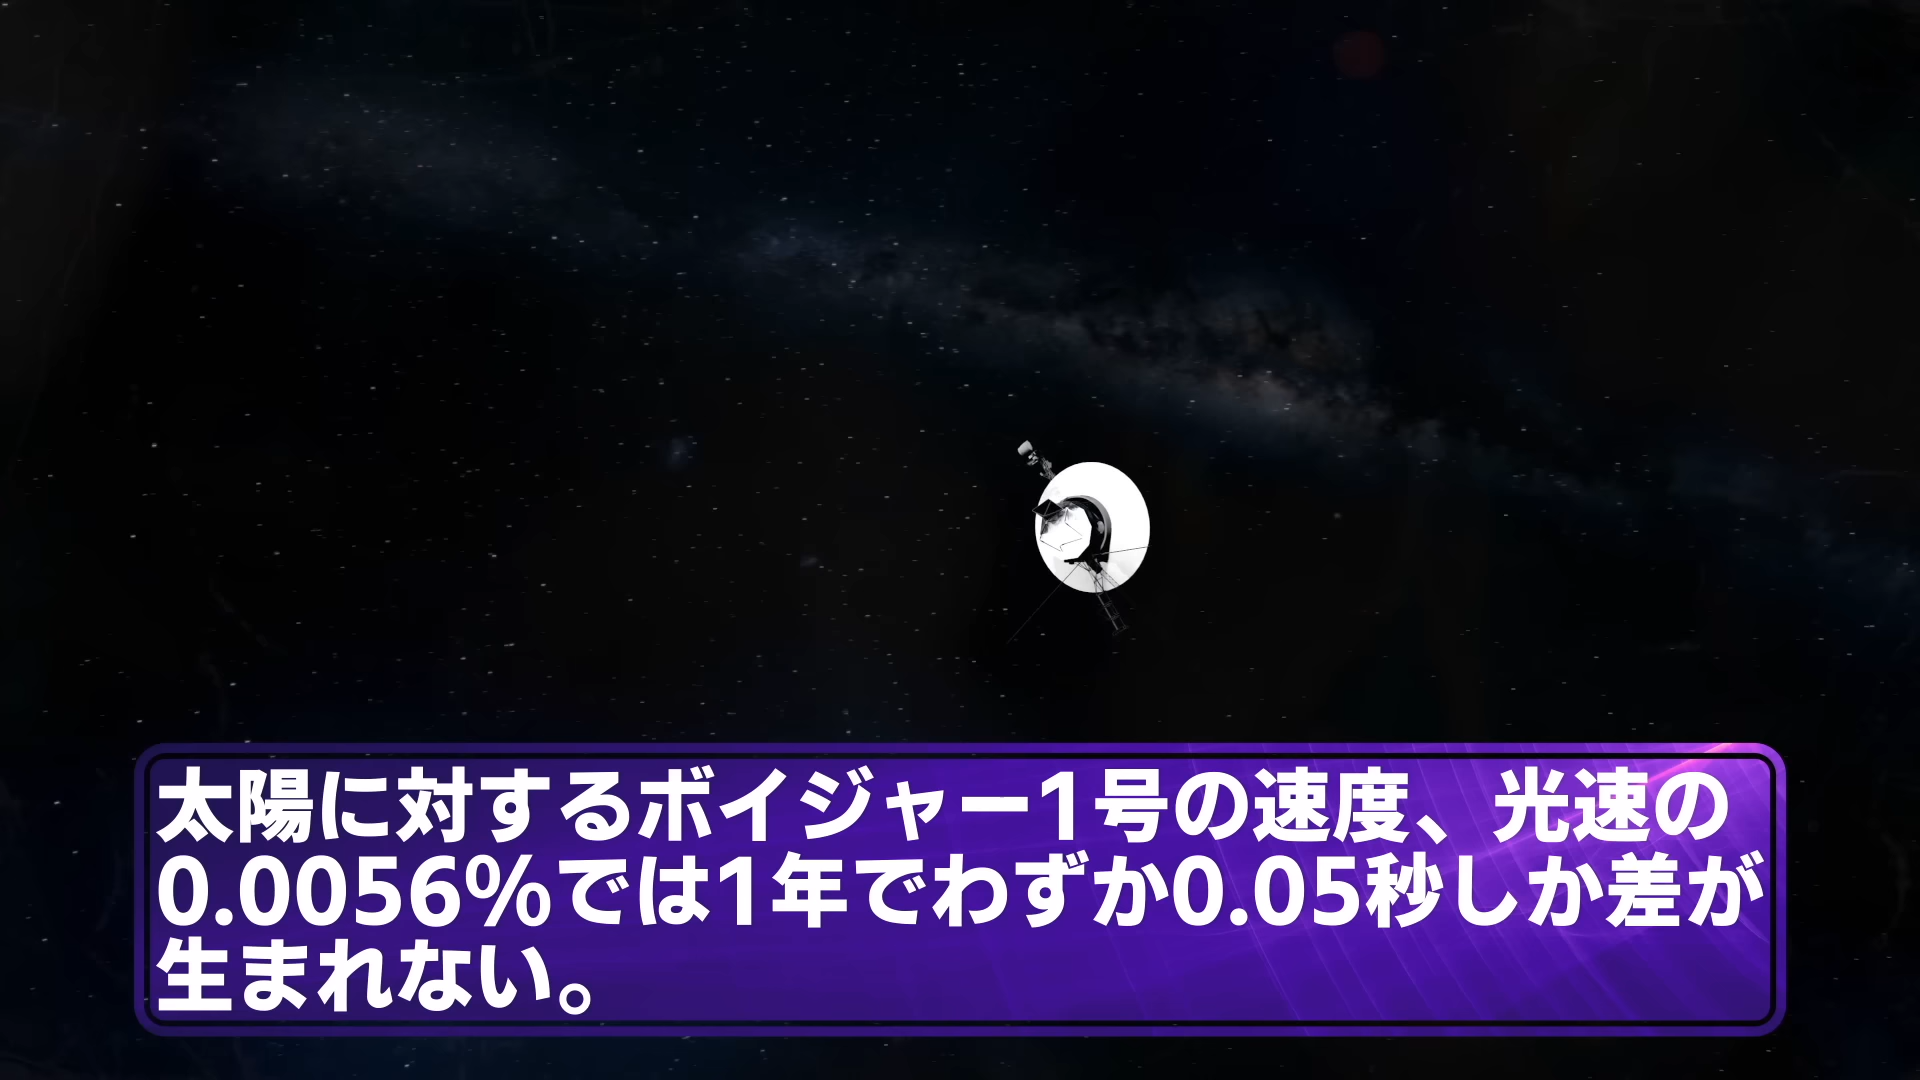 太陽に対するボイジャー1号の速度、光速の
0.0056%では1年でわずか0.05秒しか差が
生まれない。